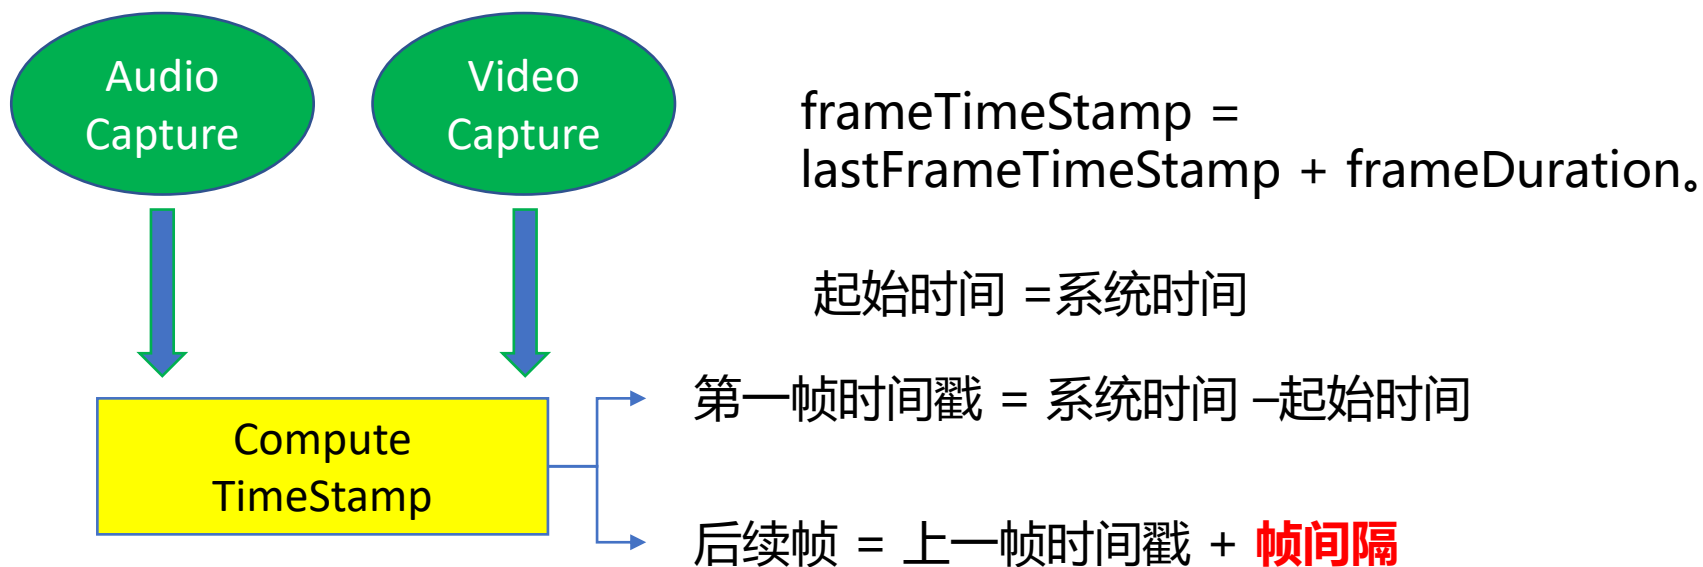 Audio
Capture
Video
Capture
frameTimeStamp =
lastFrameTimeStamp + frameDuration。
起始时间 =系统时间
第一帧时间戳 = 系统时间 –起始时间
Compute
TimeStamp
后续帧 = 上一帧时间戳 + 帧间隔